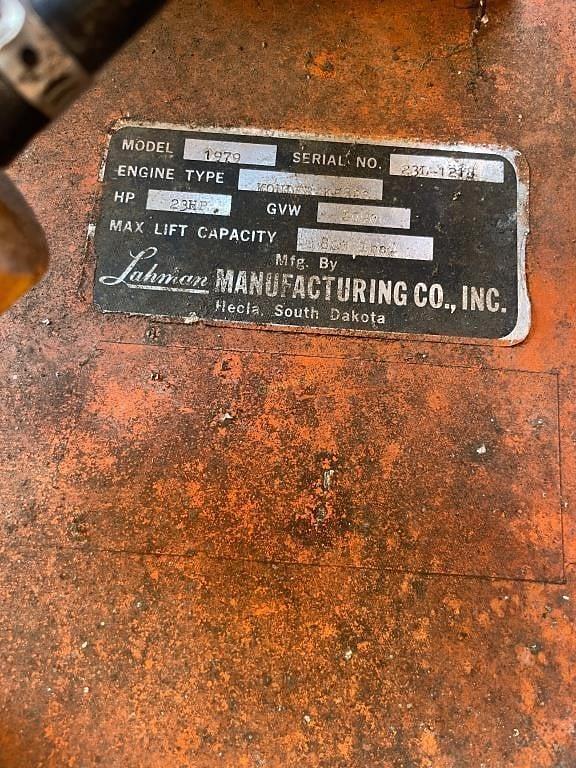 MODEL 1979 SERIAL NO.
ENGINE TYPE
HP 23HP GVW
MAX LIFT CAPACITY
Mfg. By
Lahman MANUFACTURING CO., INC.
Hecla, South Dakota